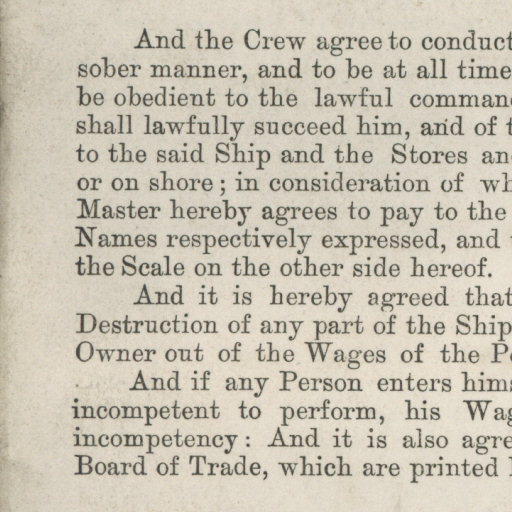 And the Crew agree to conduct
sober manner, and to be at all time
be obedient to the lawful comman
shall lawfully succeed him, and of t
to the said Ship and the Stores an
or on shore; in consideration of wh
Master hereby agrees to pay to the
Names respectively expressed, and
the Scale on the other side hereof.
And it is hereby agreed that
Destruction of any part of the Ship
Owner out of the Wages of the P
And if any Person enters hims
incompetent to perform, his Wag
incompetency: And it is also agre
Board of Trade, which are printed